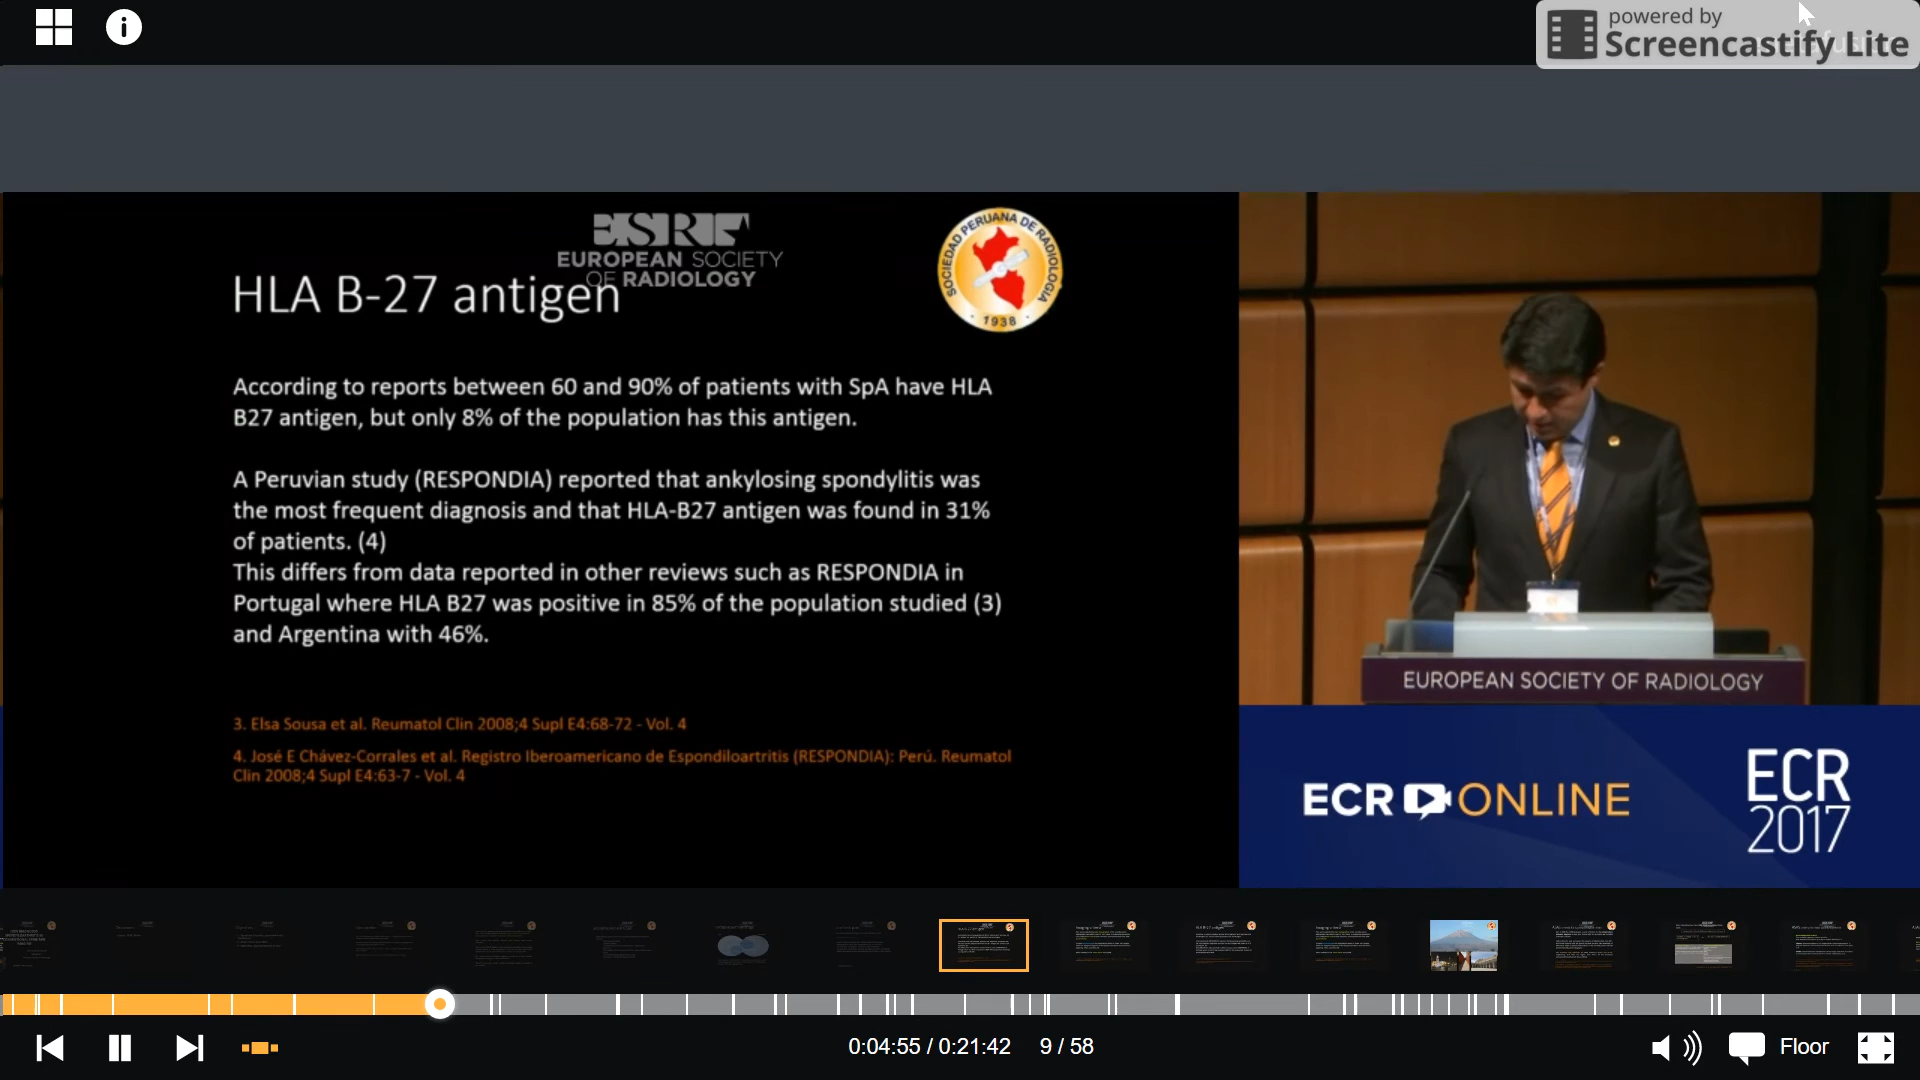 powered by
Screencastify Lite
EUROPEAN SOCIETY
OF RADIOLOGY
SOCIEDAD PERUANA DE RADIOLOGIA
· 1938 ·
HLA B-27 antigen
According to reports between 60 and 90% of patients with SpA have HLA
B27 antigen, but only 8% of the population has this antigen.
A Peruvian study (RESPONDIA) reported that ankylosing spondylitis was
the most frequent diagnosis and that HLA-B27 antigen was found in 31%
of patients. (4)
This differs from data reported in other reviews such as RESPONDIA in
Portugal where HLA B27 was positive in 85% of the population studied (3)
and Argentina with 46%.
3. Elsa Sousa et al. Reumatol Clin 2008;4 Supl E4:68-72 - Vol. 4
4. José E Chávez-Corrales et al. Registro Iberoamericano de Espondiloartritis (RESPONDIA): Perú. Reumatol
Clin 2008;4 Supl E4:63-7 - Vol. 4
EUROPEAN SOCIETY OF RADIOLOGY
ECR ONLINE
ECR
2017
0:04:55 / 0:21:42 9 / 58
Floor